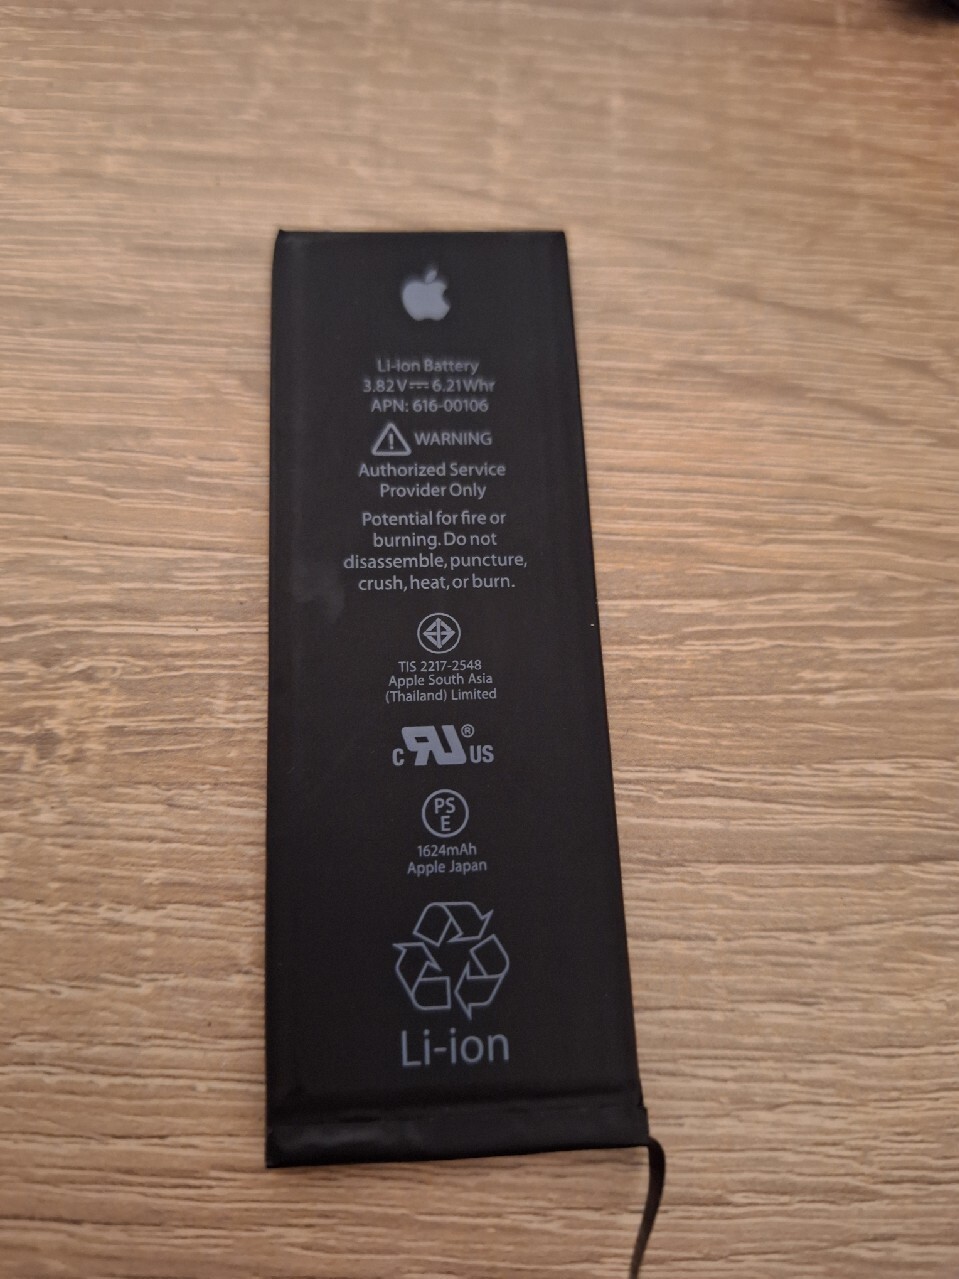 Li-ion Battery
3.82 V⎓6.21Whr
APN: 616-00106
WARNING
Authorized Service
Provider Only
Potential for fire or
burning. Do not
disassemble, puncture,
crush, heat, or burn.
TIS 2217-2548
Apple South Asia
(Thailand) Limited
c RU® US
PS
E
1624mAh
Apple Japan
Li-ion